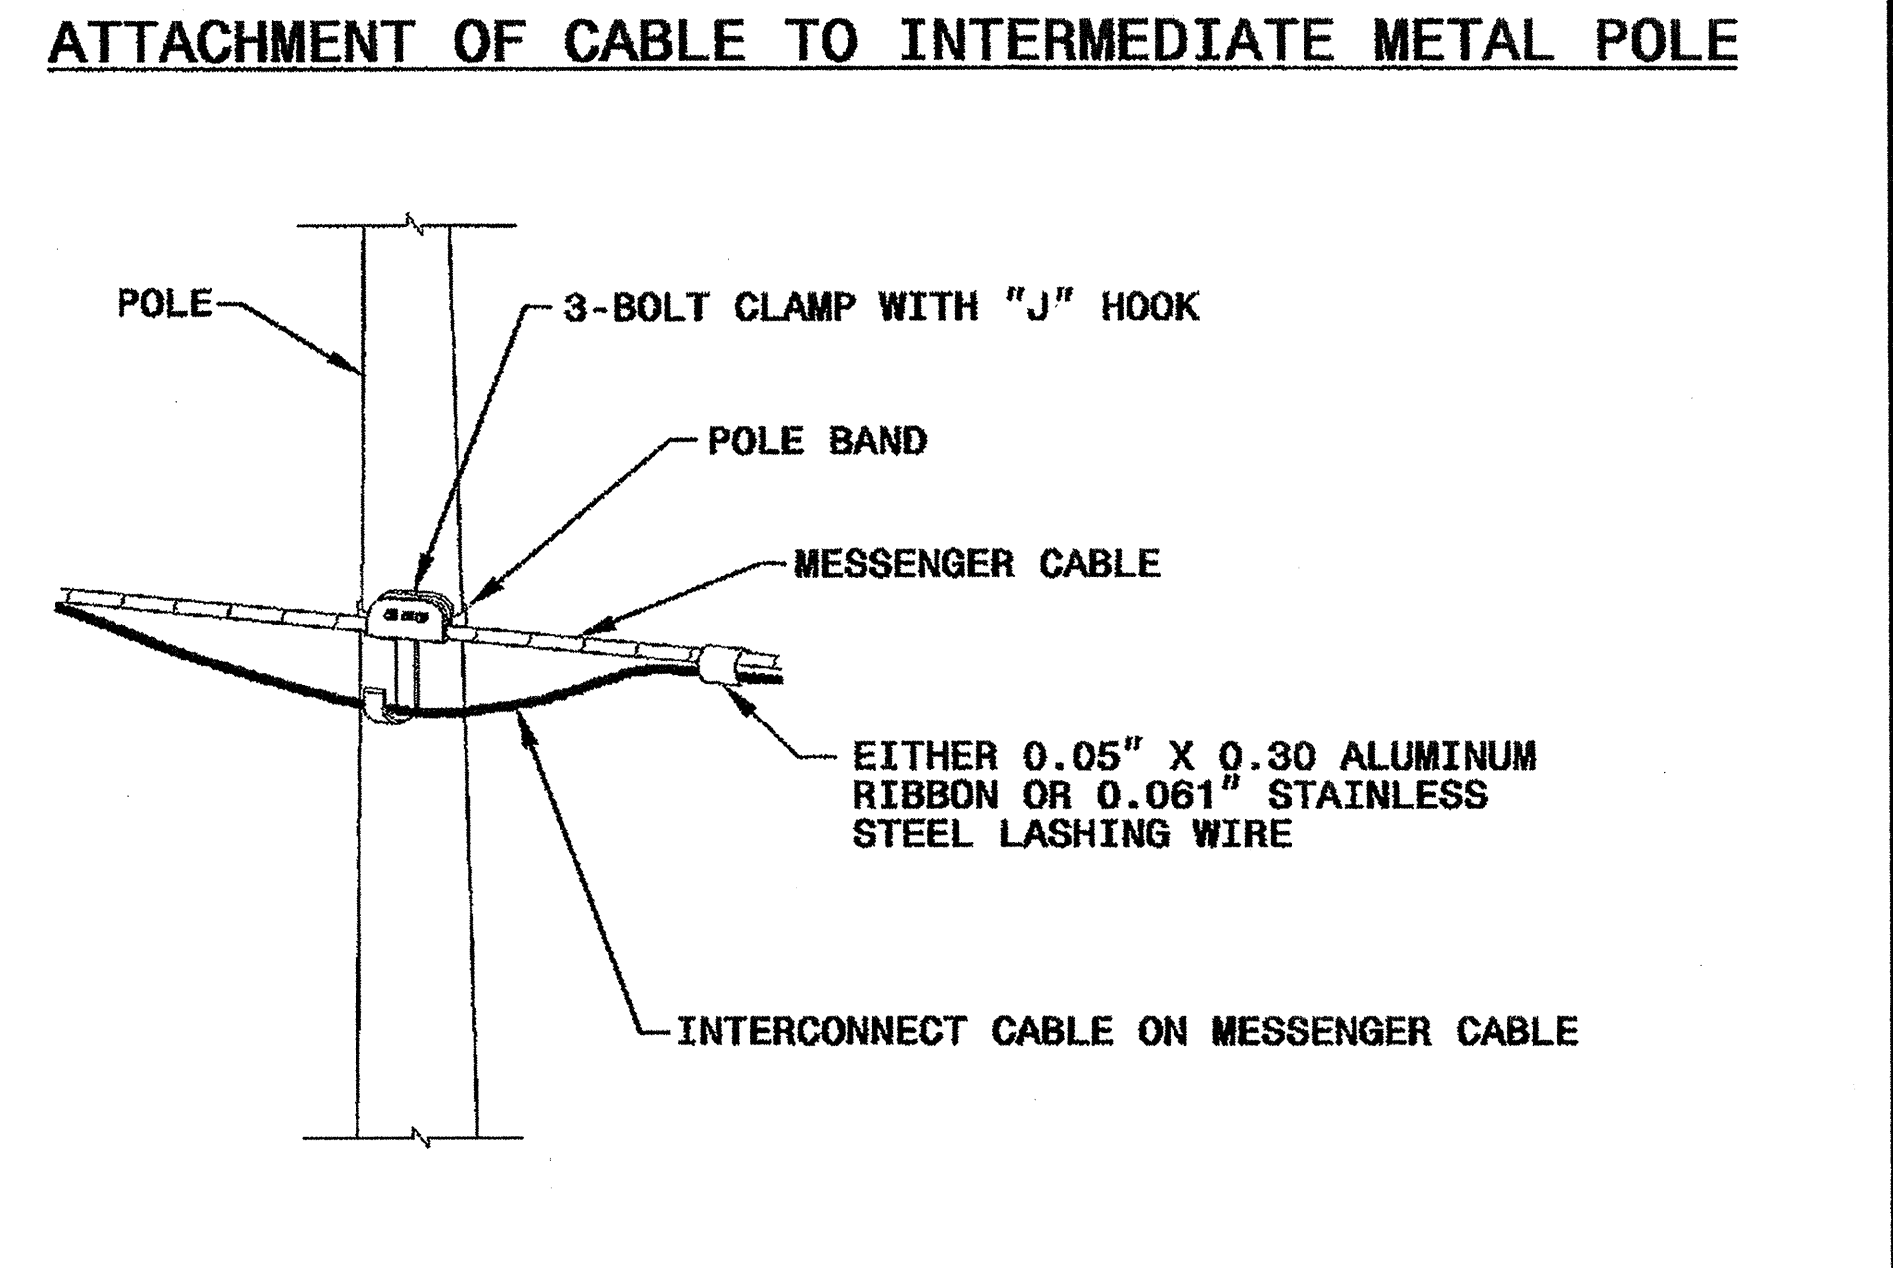 ATTACHMENT OF CABLE TO INTERMEDIATE METAL POLE
POLE
3-BOLT CLAMP WITH "J" HOOK
POLE BAND
MESSENGER CABLE
EITHER 0.05" X 0.30 ALUMINUM
RIBBON OR 0.061" STAINLESS
STEEL LASHING WIRE
INTERCONNECT CABLE ON MESSENGER CABLE